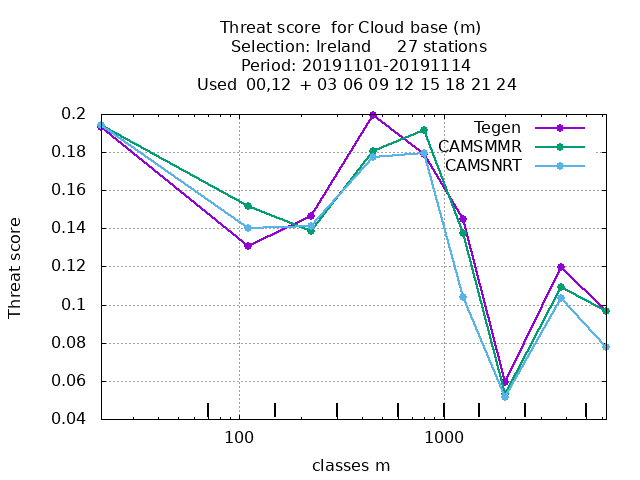 Threat score  for Cloud base (m)
Selection: Ireland     27 stations
Period: 20191101-20191114
Used  00,12  + 03 06 09 12 15 18 21 24
Threat score
0.2
0.18
0.16
0.14
0.12
0.1
0.08
0.06
0.04
Tegen
CAMSMMR
CAMSNRT
100
1000
classes m